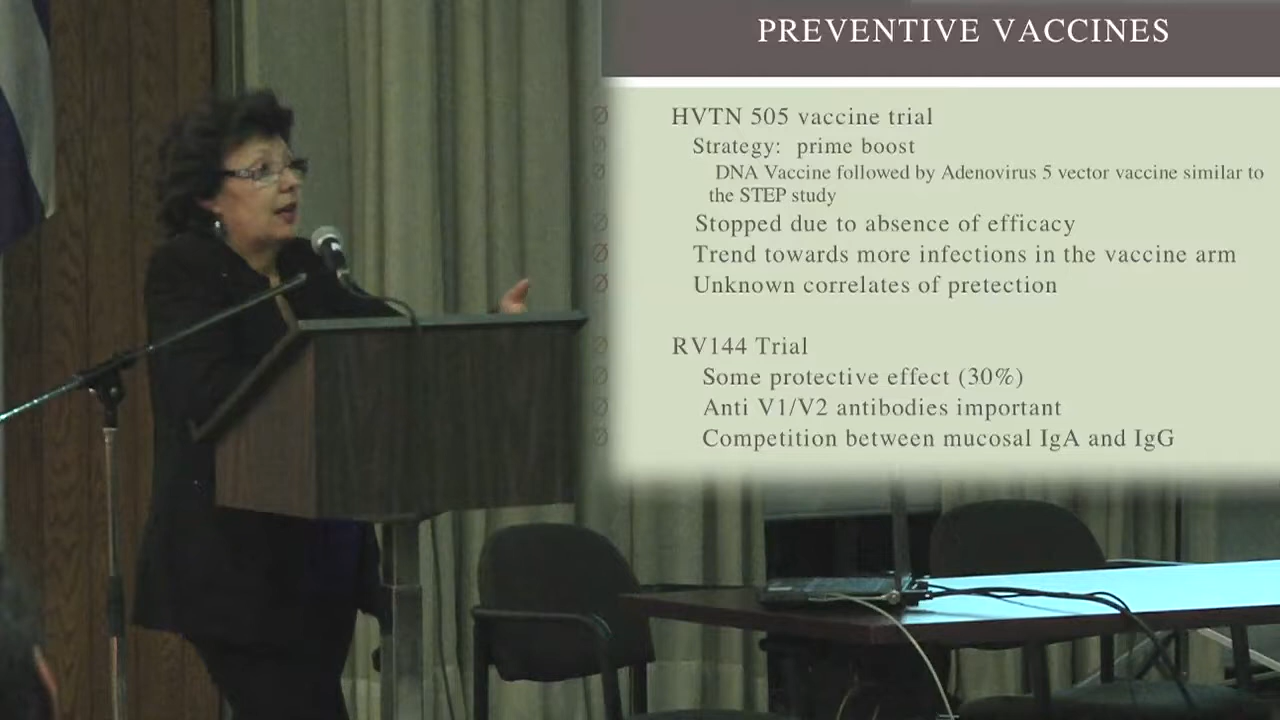 PREVENTIVE VACCINES
HVTN 505 vaccine trial
Strategy: prime boost
DNA Vaccine followed by Adenovirus 5 vector vaccine similar to
the STEP study
Stopped due to absence of efficacy
Trend towards more infections in the vaccine arm
Unknown correlates of pretection
RV144 Trial
Some protective effect (30%)
Anti V1/V2 antibodies important
Competition between mucosal IgA and IgG